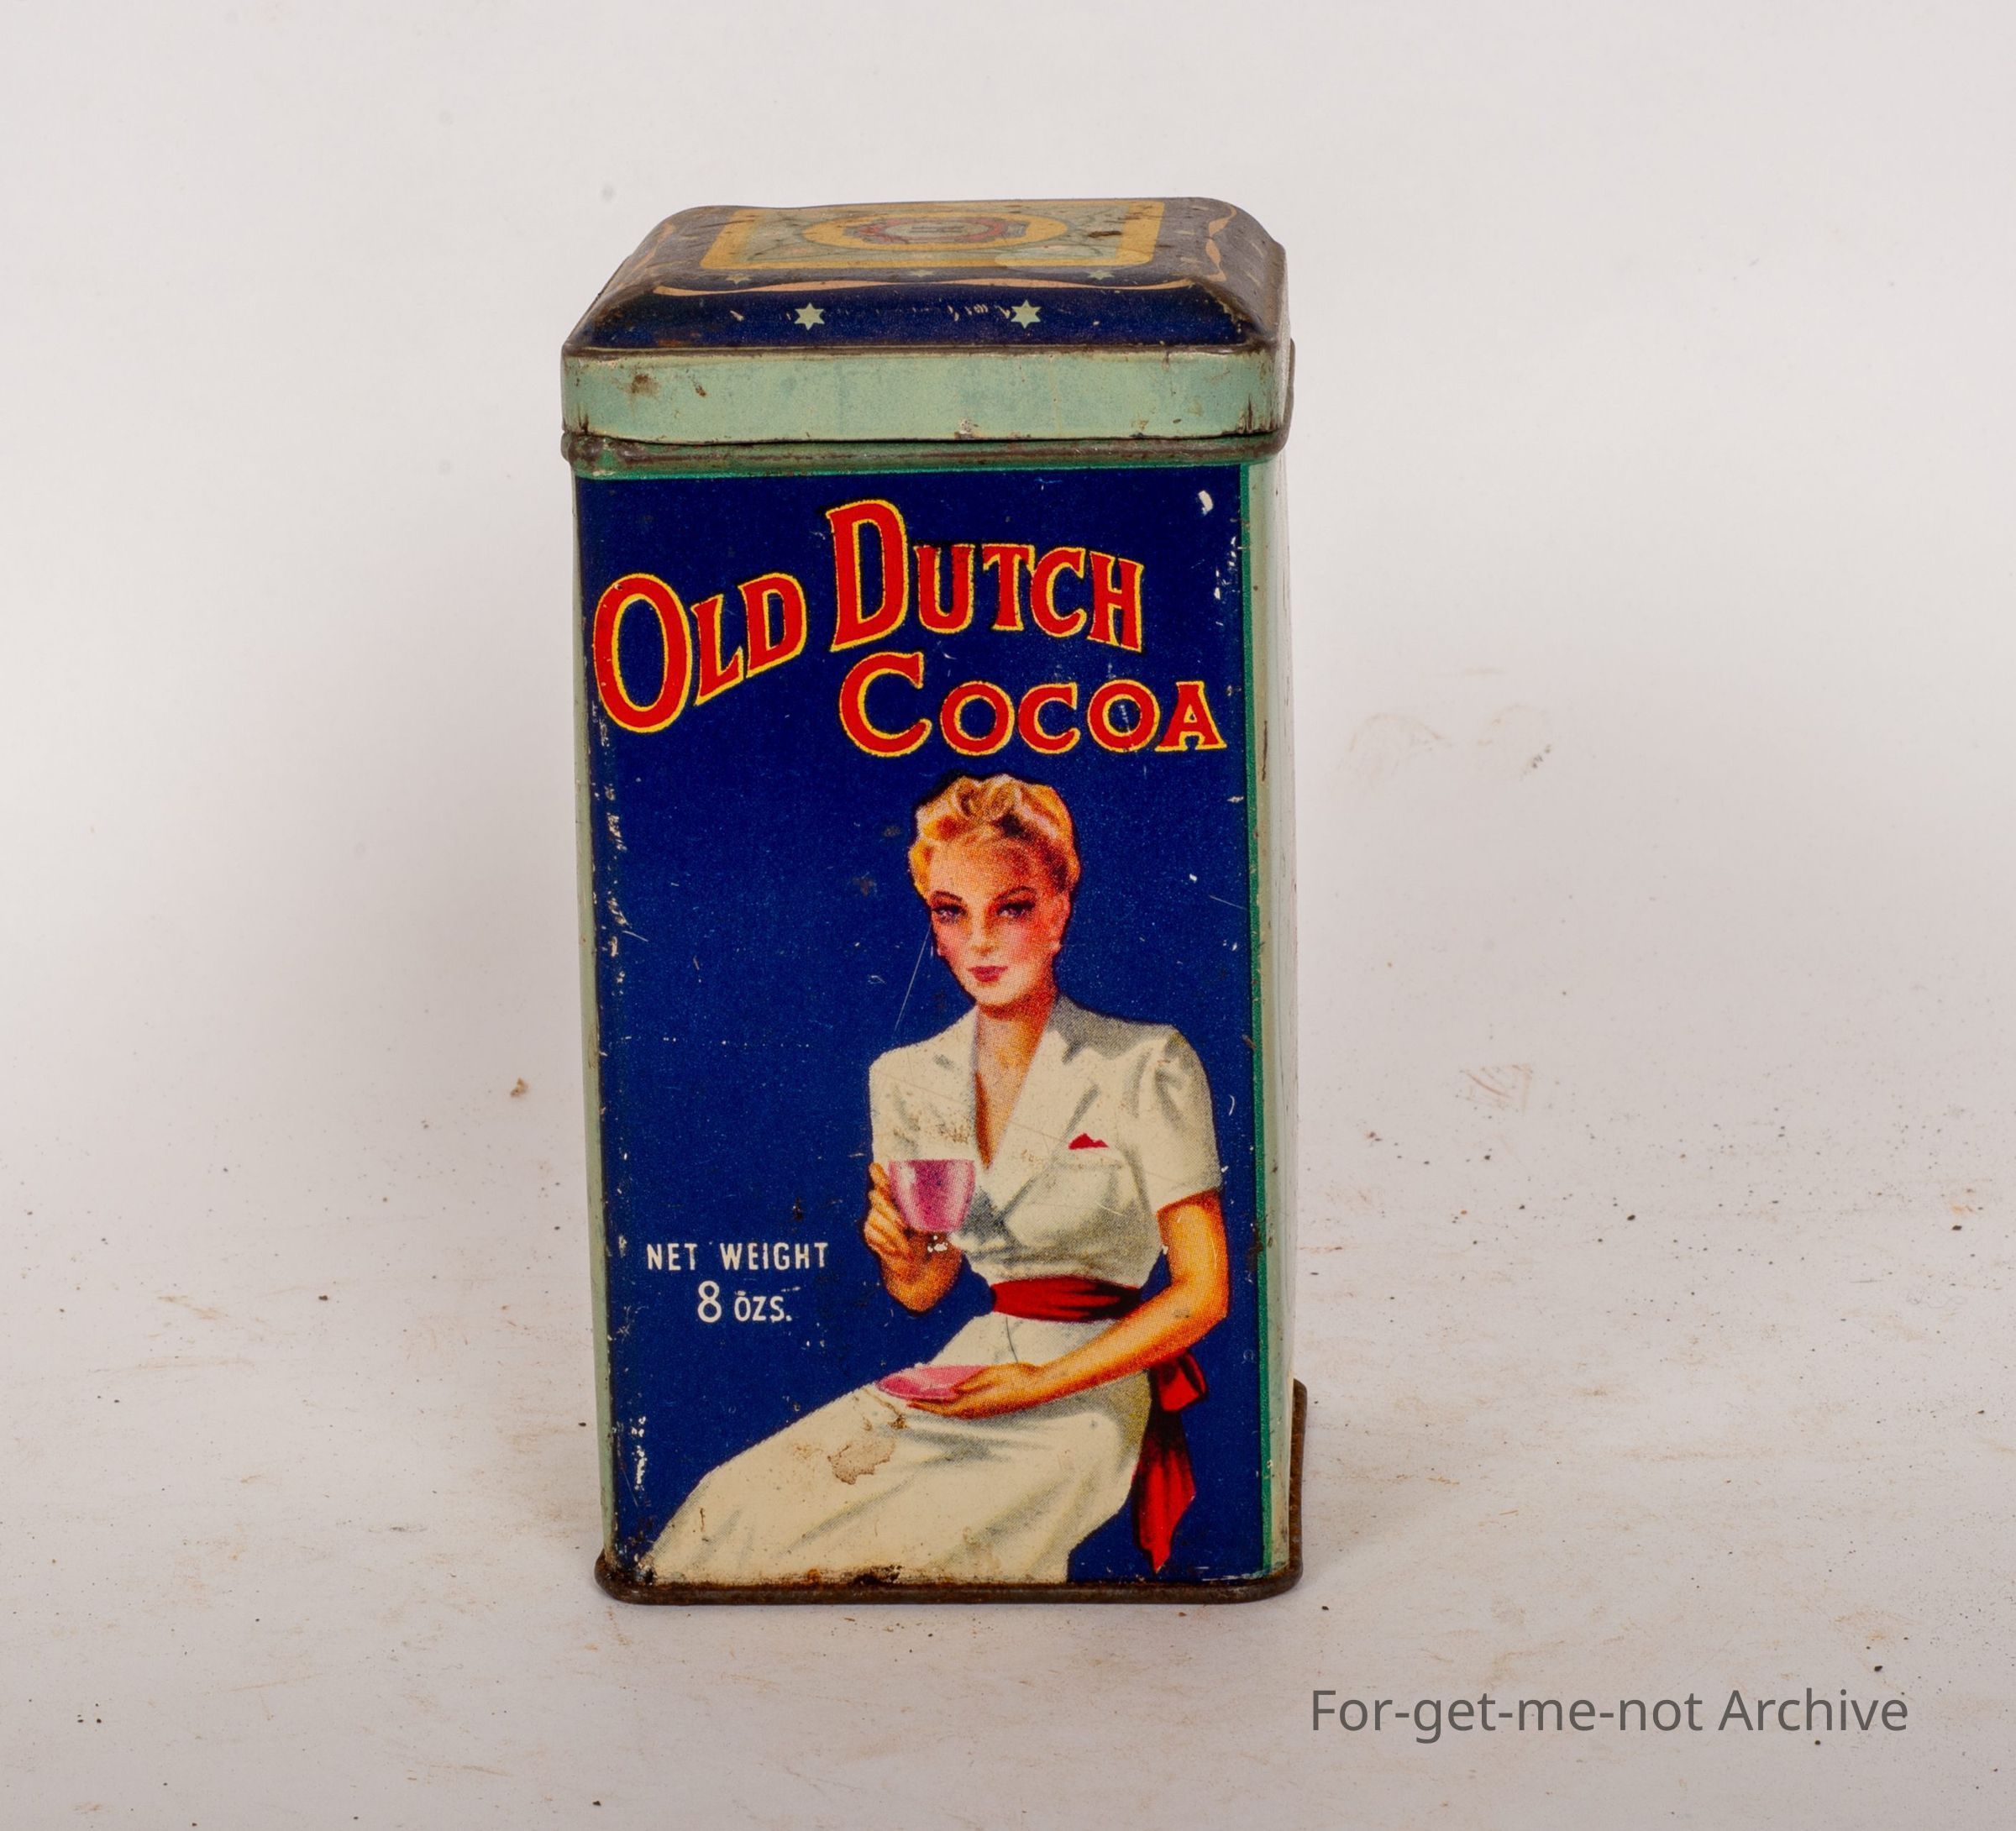 OLD DUTCH
COCOA
NET WEIGHT
8 OZS.
For-get-me-not Archive